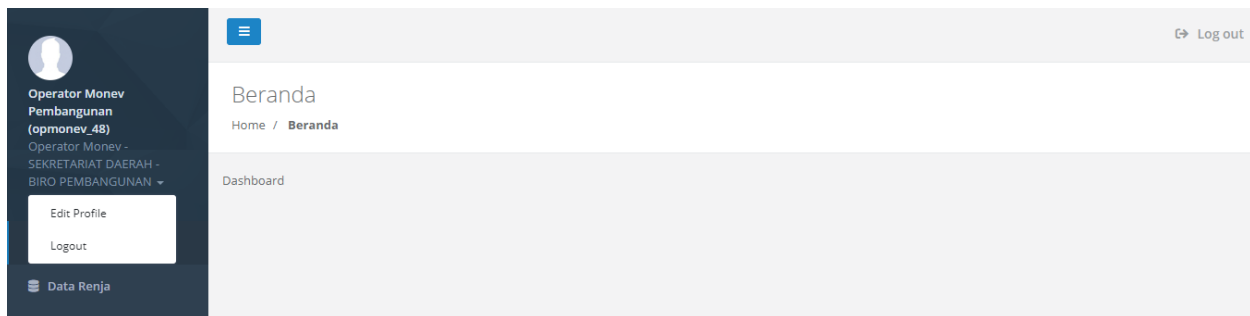 Operator Monev
Pembangunan
(opmonev_48)
Operator Monev -
SEKRETARIAT DAERAH -
BIRO PEMBANGUNAN
Edit Profile
Logout
Data Renja
Log out
Beranda
Home / Beranda
Dashboard